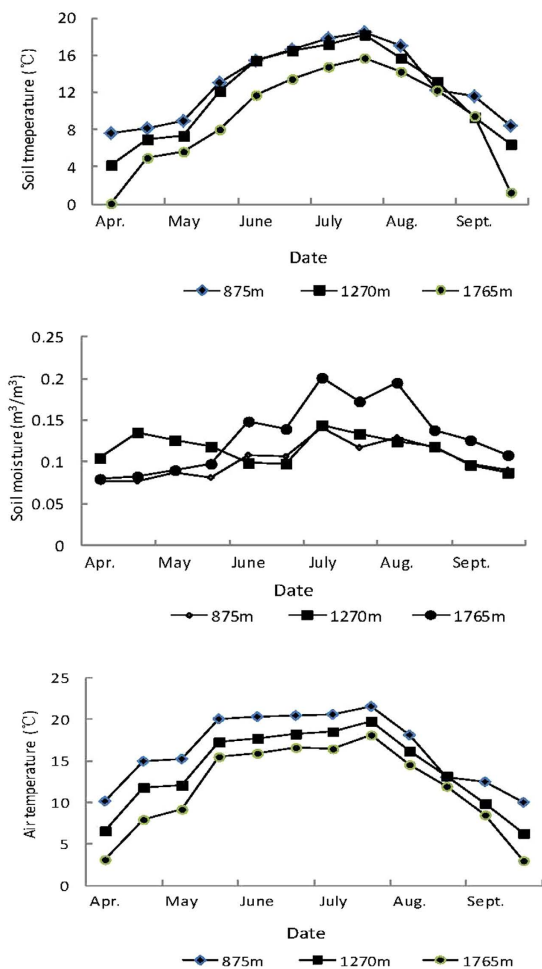 20
16
12
8
4
0
Soil tmeperature (℃)
Apr. May June July Aug. Sept.
Date
875m 1270m 1765m
0.25
0.2
0.15
0.1
0.05
0
Soil moisture (m³/m³)
Apr. May June July Aug. Sept.
Date
875m 1270m 1765m
25
20
15
10
5
0
Air temperature (℃)
Apr. May June July Aug. Sept.
Date
875m 1270m 1765m